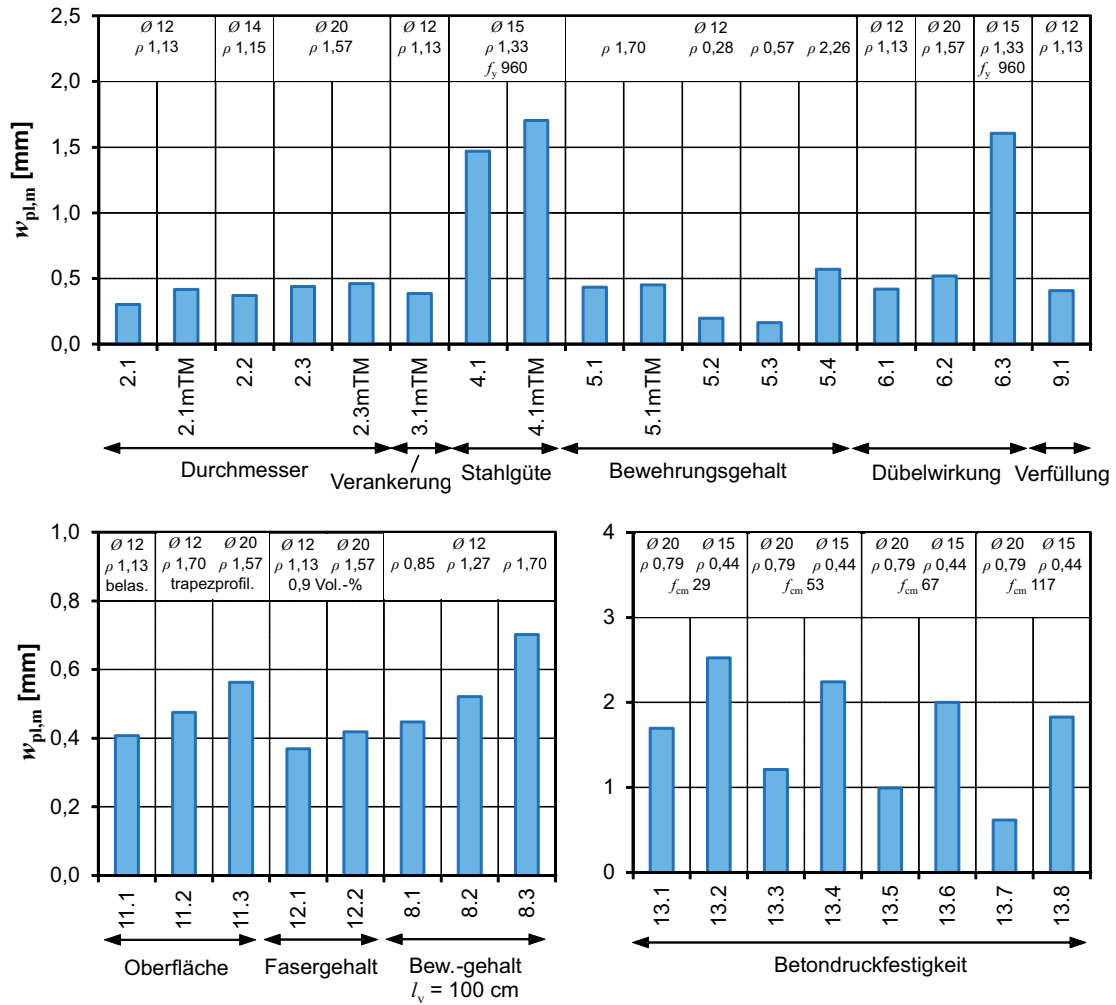 2,5
2,0
1,5
1,0
0,5
0,0
w_pl,m [mm]
Ø 12 Ø 14 Ø 20 Ø 12 Ø 15 Ø 12 Ø 12 Ø 20 Ø 15 Ø 12
ρ 1,13 ρ 1,15 ρ 1,57 ρ 1,13 ρ 1,33 ρ 1,70 ρ 0,28 ρ 0,57 ρ 2,26 ρ 1,13 ρ 1,57 ρ 1,33 ρ 1,13
f_y 960 f_y 960
2.1 2.1mTM 2.2 2.3 2.3mTM 3.1mTM 4.1 4.1mTM 5.1 5.1mTM 5.2 5.3 5.4 6.1 6.2 6.3 9.1
Durchmesser Verankerung Stahlgüte Bewehrungsgehalt Dübelwirkung Verfüllung
1,0
0,8
0,6
0,4
0,2
0,0
w_pl,m [mm]
Ø 12 Ø 12 Ø 20 Ø 12 Ø 20 Ø 12
ρ 1,13 ρ 1,70 ρ 1,57 ρ 1,13 ρ 1,57 ρ 0,85 ρ 1,27 ρ 1,70
belas. trapezprofil. 0,9 Vol.-%
11.1 11.2 11.3 12.1 12.2 8.1 8.2 8.3
Oberfläche Fasergehalt Bew.-gehalt
l_v = 100 cm
4
3
2
1
0
Ø 20 Ø 15 Ø 20 Ø 15 Ø 20 Ø 15 Ø 20 Ø 15
ρ 0,79 ρ 0,44 ρ 0,79 ρ 0,44 ρ 0,79 ρ 0,44 ρ 0,79 ρ 0,44
f_cm 29 f_cm 53 f_cm 67 f_cm 117
13.1 13.2 13.3 13.4 13.5 13.6 13.7 13.8
Betondruckfestigkeit